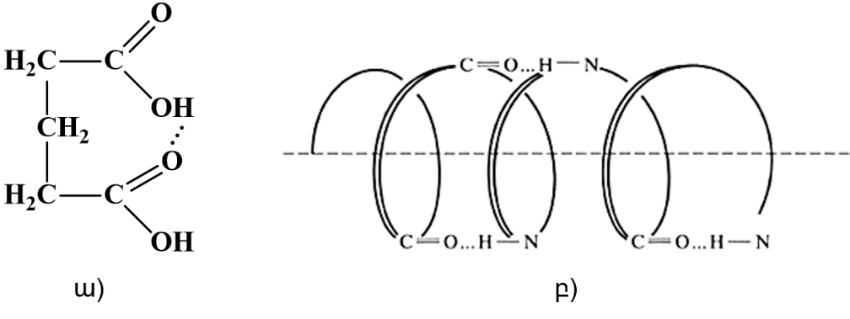 O
H₂C—C
OH
CH₂
O
H₂C—C
OH
C=O...H—N
C=O...H—N
C=O...H—N
ա)
բ)